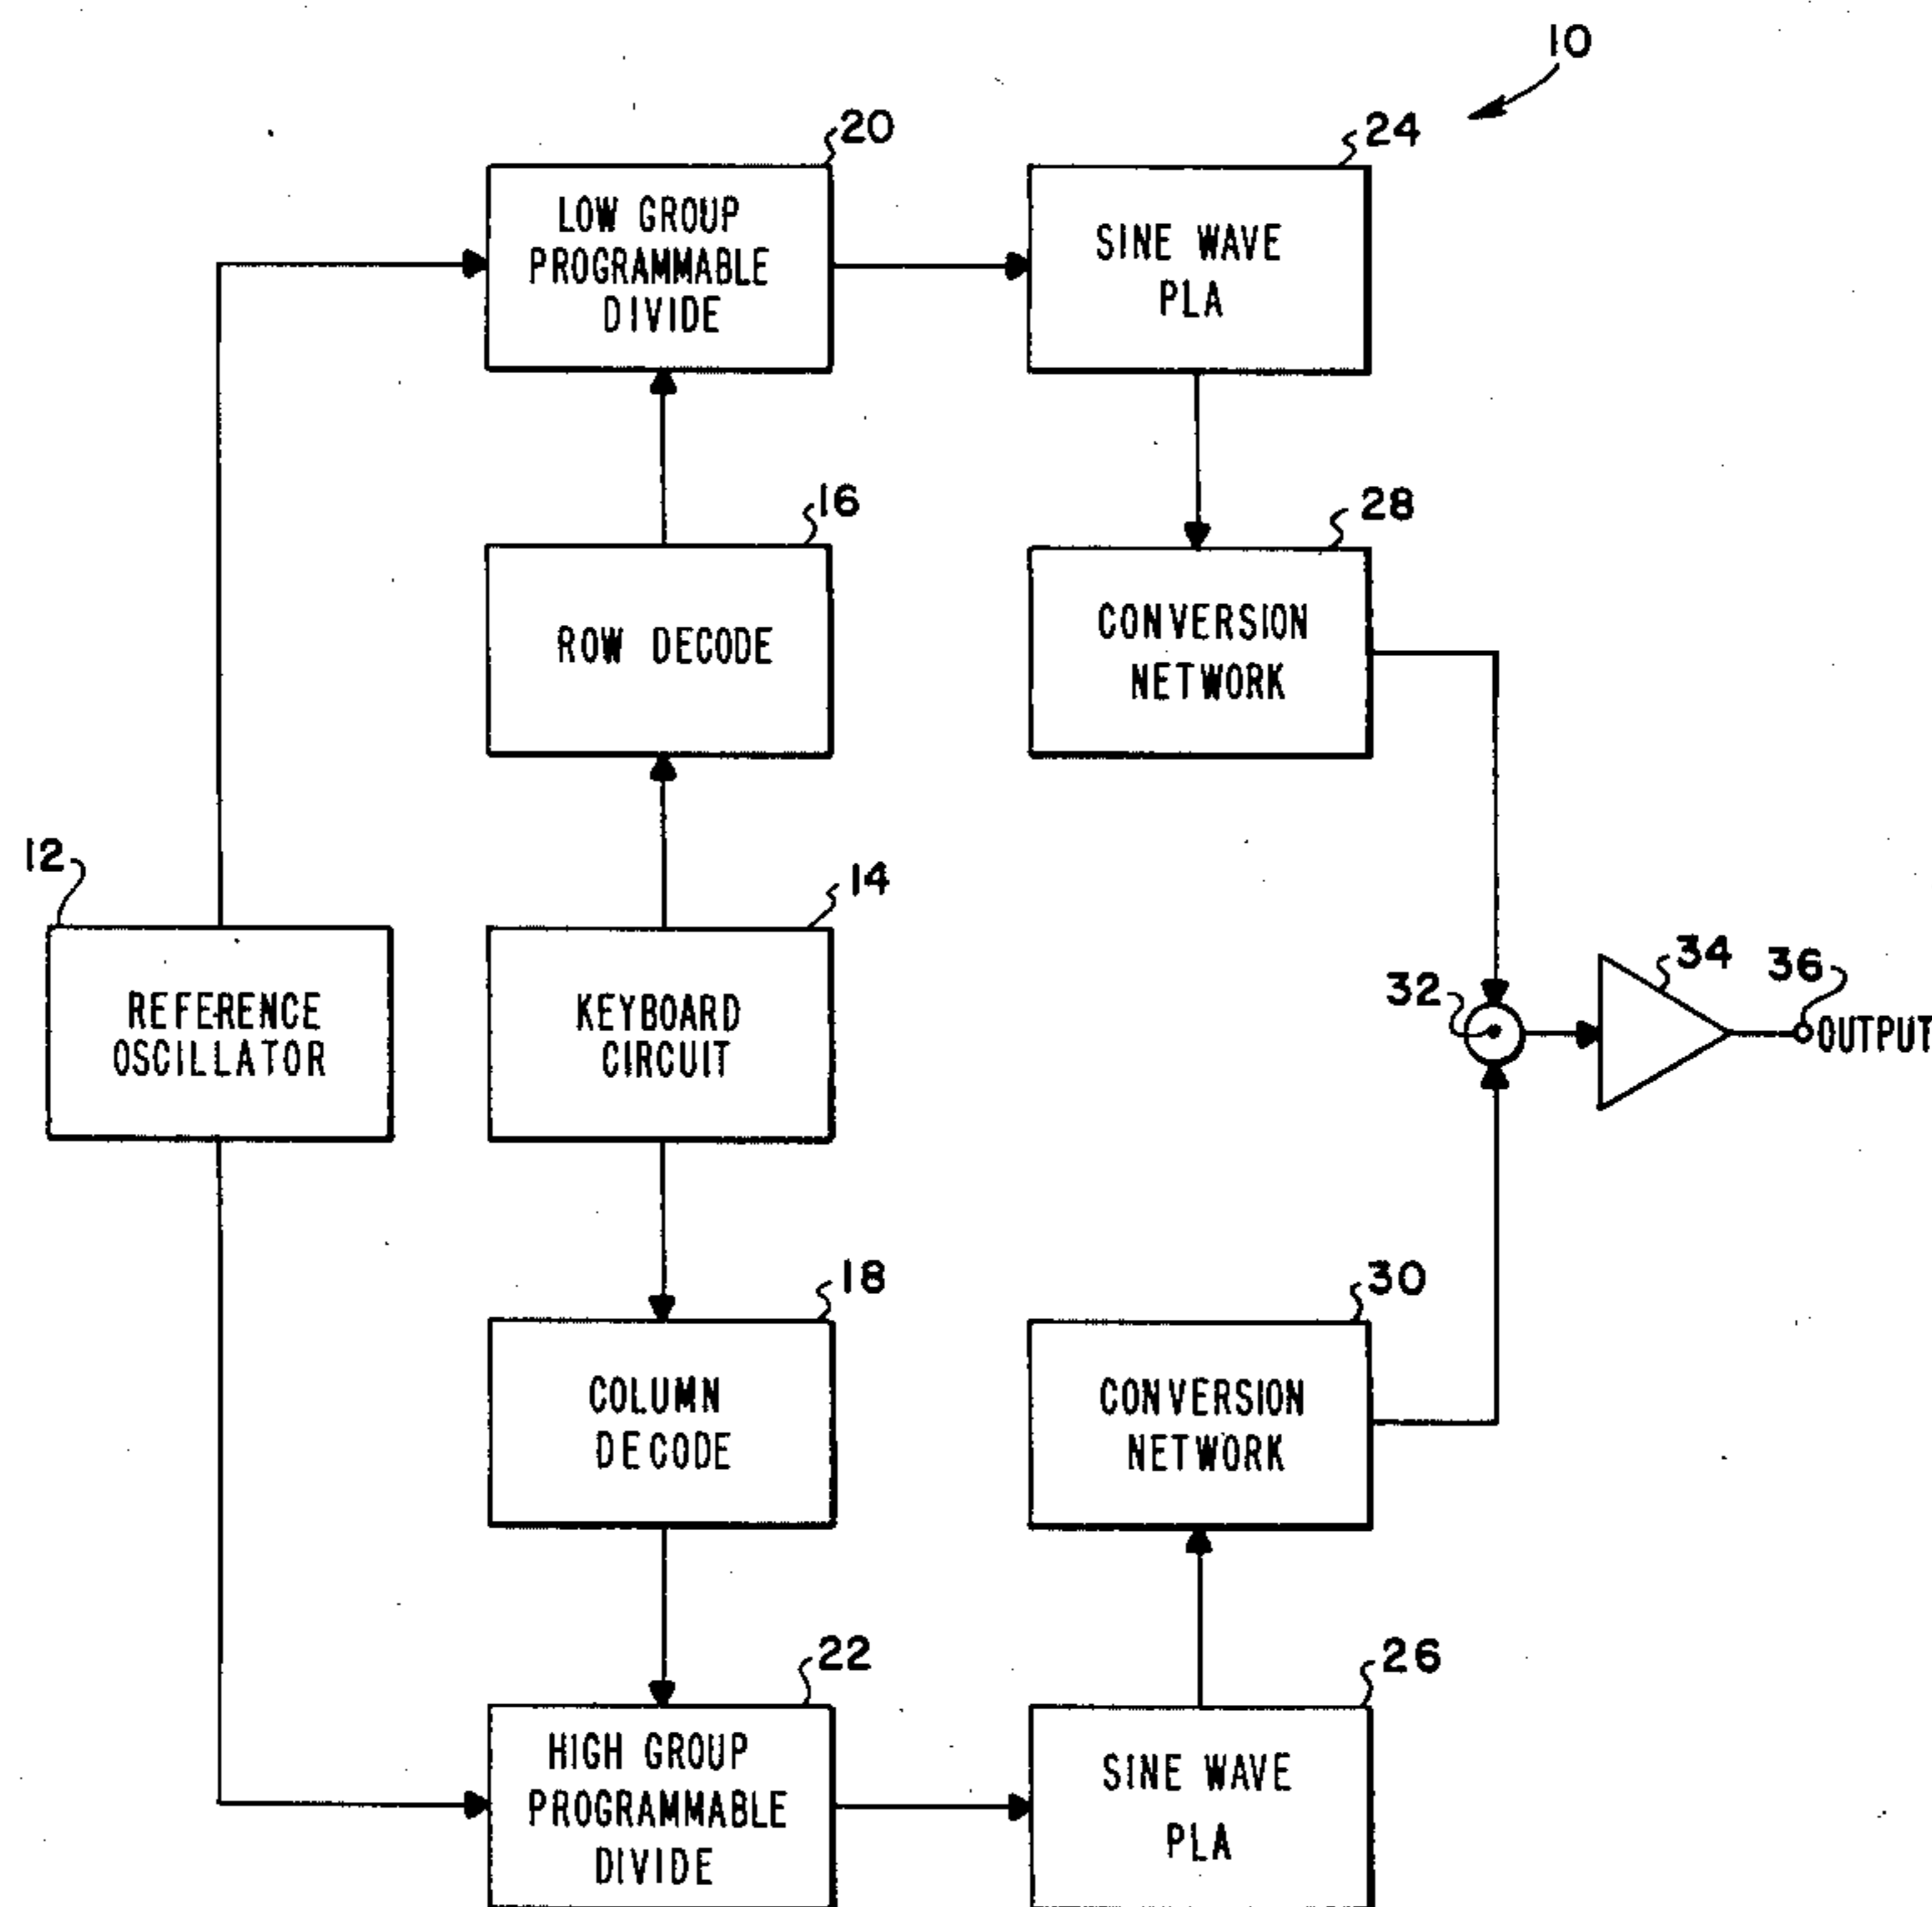 10
20
LOW GROUP
PROGRAMMABLE
DIVIDE
24
SINE WAVE
PLA
16
ROW DECODE
28
CONVERSION
NETWORK
12
REFERENCE
OSCILLATOR
14
KEYBOARD
CIRCUIT
32
34
36
OUTPUT
18
COLUMN
DECODE
30
CONVERSION
NETWORK
22
HIGH GROUP
PROGRAMMABLE
DIVIDE
26
SINE WAVE
PLA